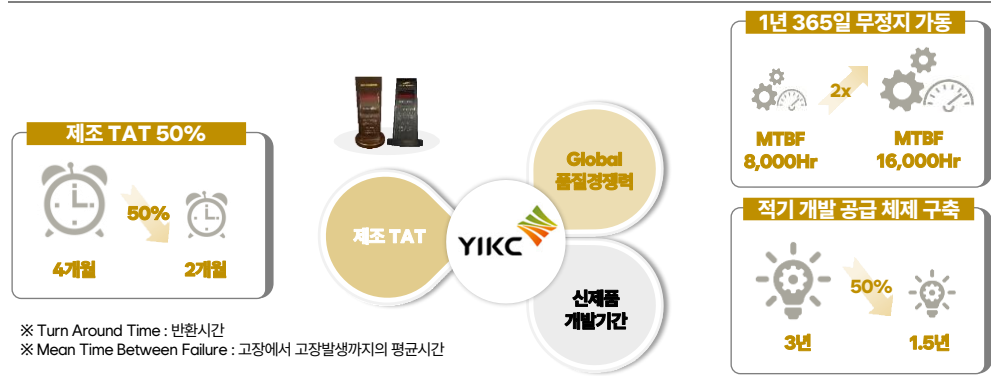 1년 365일 무정지 가동
2x
MTBF
8,000Hr
MTBF
16,000Hr
제조 TAT 50%
50%
4개월
2개월
제조 TAT
YIKC
Global
품질경쟁력
신제품
개발기간
적기 개발 공급 체제 구축
50%
3년
1.5년
※ Turn Around Time : 반환시간
※ Mean Time Between Failure : 고장에서 고장발생까지의 평균시간